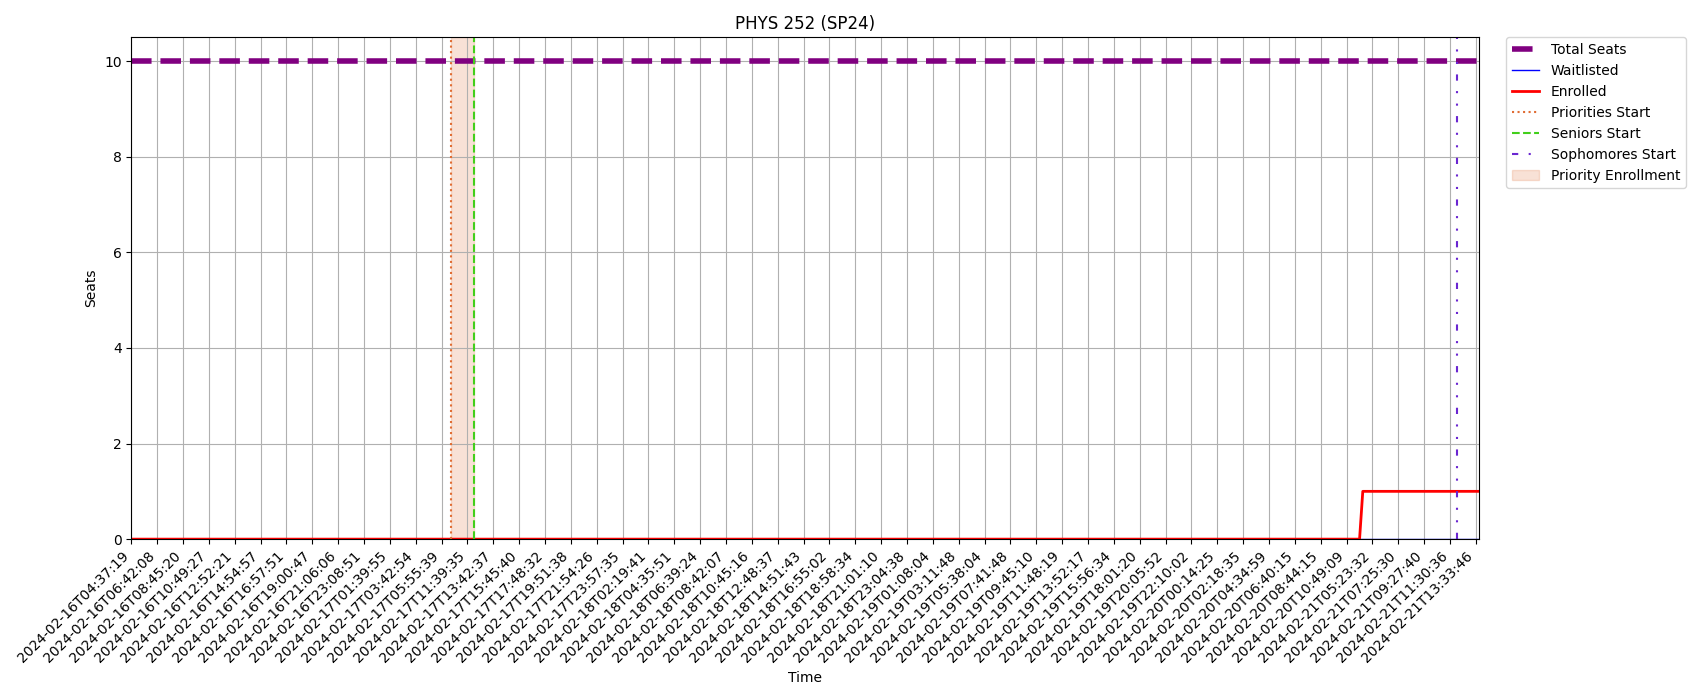 PHYS 252 (SP24)
Total Seats
Waitlisted
Enrolled
Priorities Start
Seniors Start
Sophomores Start
Priority Enrollment
Seats
10
8
6
4
2
0
2024-02-16T04:37:19
2024-02-16T06:42:08
2024-02-16T08:45:20
2024-02-16T10:49:27
2024-02-16T12:52:21
2024-02-16T14:54:57
2024-02-16T16:57:51
2024-02-16T19:00:47
2024-02-16T21:06:06
2024-02-16T23:08:51
2024-02-17T01:39:55
2024-02-17T03:42:54
2024-02-17T05:55:39
2024-02-17T11:39:35
2024-02-17T13:42:37
2024-02-17T15:45:40
2024-02-17T17:48:32
2024-02-17T19:51:38
2024-02-17T21:54:26
2024-02-17T23:57:35
2024-02-18T02:19:41
2024-02-18T04:35:51
2024-02-18T06:39:24
2024-02-18T08:42:07
2024-02-18T10:45:16
2024-02-18T12:48:37
2024-02-18T14:51:43
2024-02-18T16:55:02
2024-02-18T18:58:34
2024-02-18T21:01:10
2024-02-18T23:04:38
2024-02-19T01:08:04
2024-02-19T03:11:48
2024-02-19T05:38:04
2024-02-19T07:41:48
2024-02-19T09:45:10
2024-02-19T11:48:19
2024-02-19T13:52:17
2024-02-19T15:56:34
2024-02-19T18:01:20
2024-02-19T20:05:52
2024-02-19T22:10:02
2024-02-20T00:14:25
2024-02-20T02:18:35
2024-02-20T04:34:59
2024-02-20T06:40:15
2024-02-20T08:44:15
2024-02-20T10:49:09
2024-02-21T05:23:32
2024-02-21T07:25:30
2024-02-21T09:27:40
2024-02-21T11:30:36
2024-02-21T13:33:46
Time